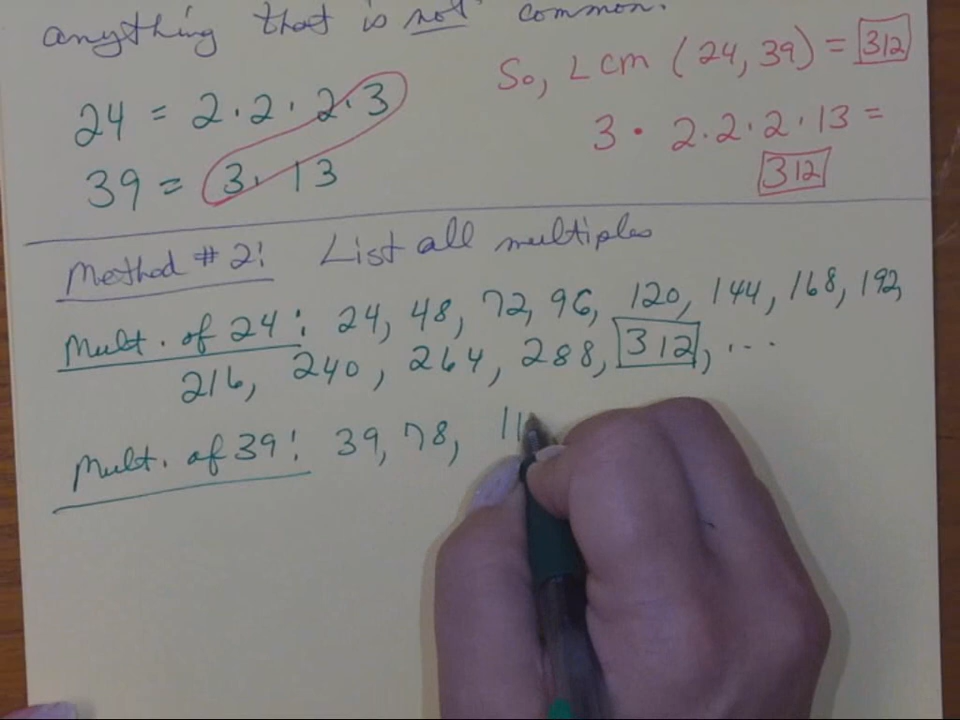 anything that is not common.
So, LCM (24, 39) = 312
24 = 2·2·2·3
3 · 2·2·2·13 =
312
39 = 3·13
Method #2: List all multiples
Mult. of 24: 24, 48, 72, 96, 120, 144, 168, 192,
216, 240, 264, 288, 312, ...
Mult. of 39: 39, 78, 11